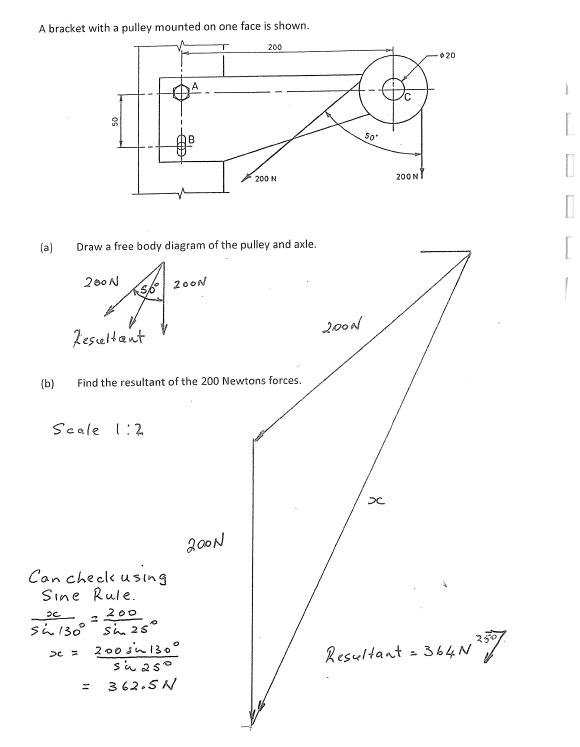 A bracket with a pulley mounted on one face is shown.
200
ϕ20
A
C
50
B
50°
200 N
200 N
(a) Draw a free body diagram of the pulley and axle.
200N 50° 200N
Resultant
200N
(b) Find the resultant of the 200 Newtons forces.
Scale 1:2
x
200N
Can check using
Sine Rule.
x/sin 130° = 200/sin 25°
x = 200 sin 130°/sin 25°
= 362.5N
Resultant = 364N 25°